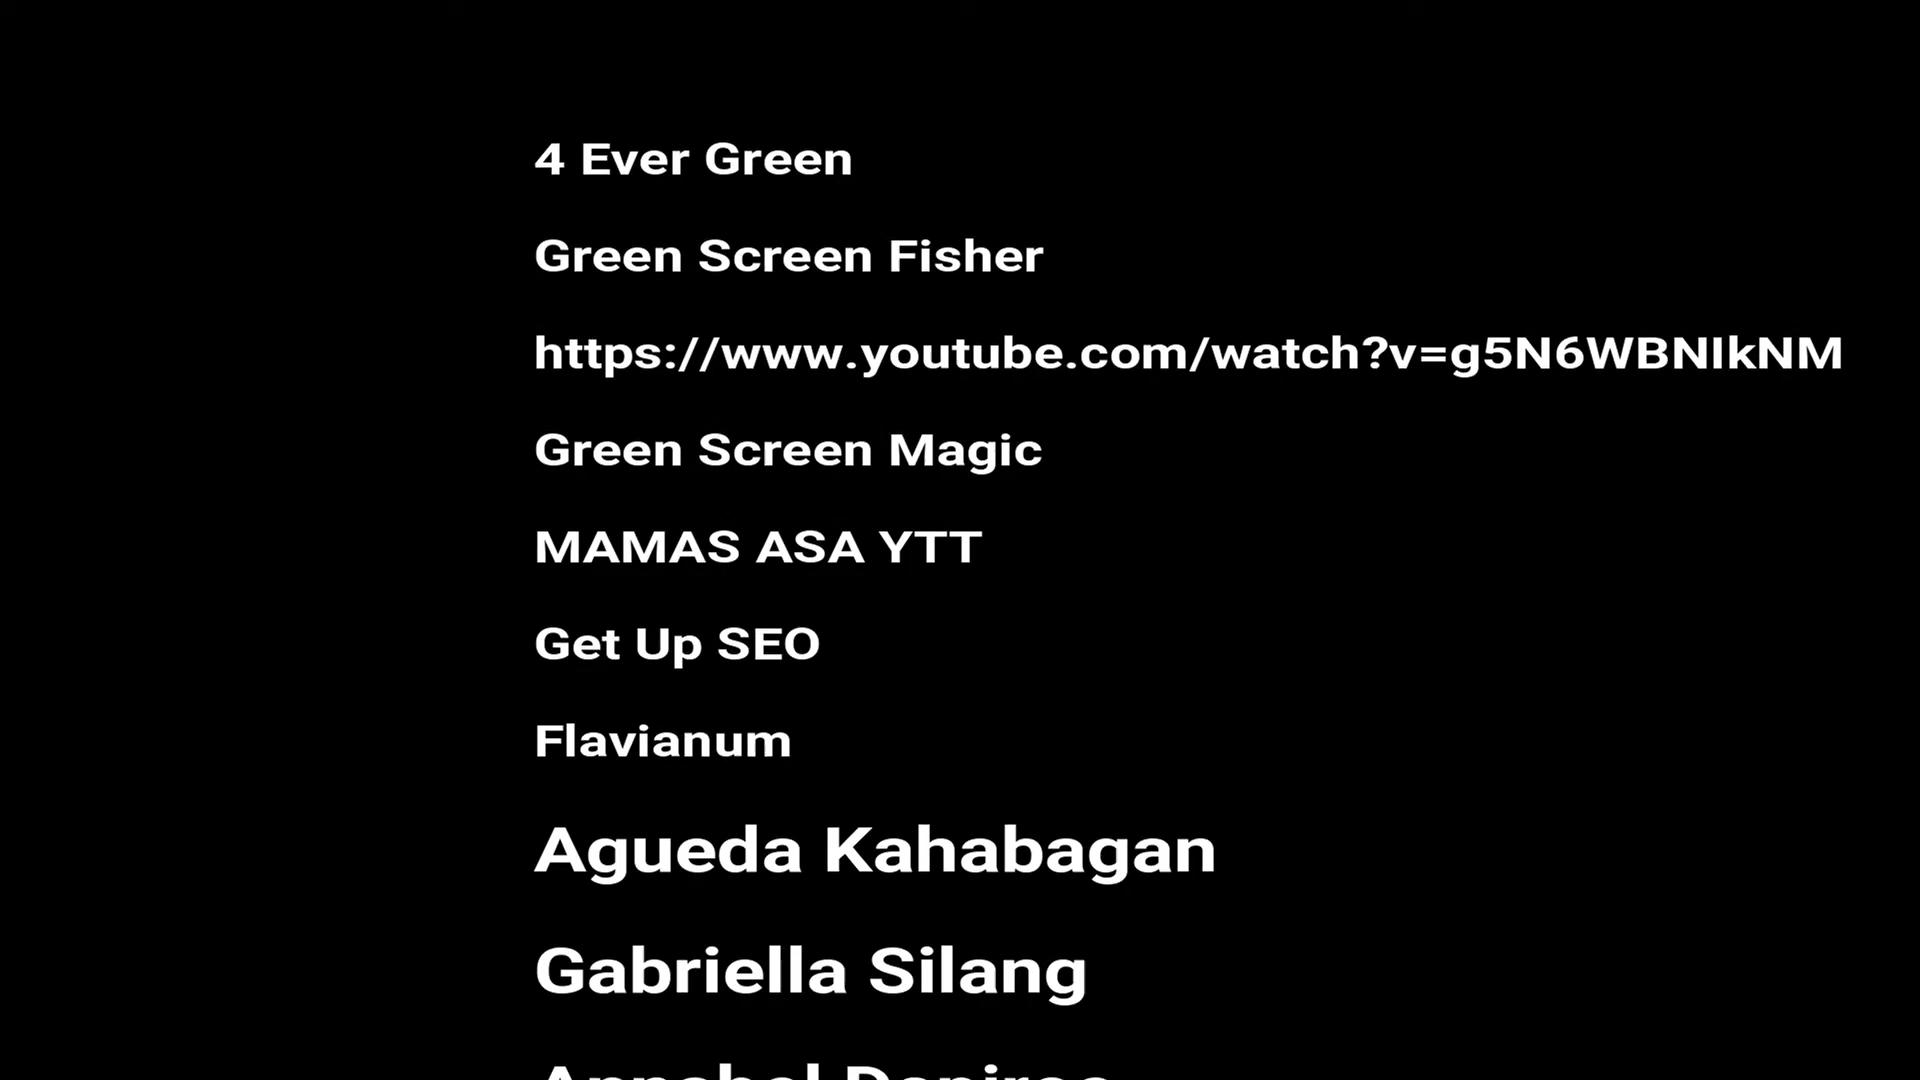 4 Ever Green
Green Screen Fisher
https://www.youtube.com/watch?v=g5N6WBNIkNM
Green Screen Magic
MAMAS ASA YTT
Get Up SEO
Flavianum
Agueda Kahabagan
Gabriella Silang